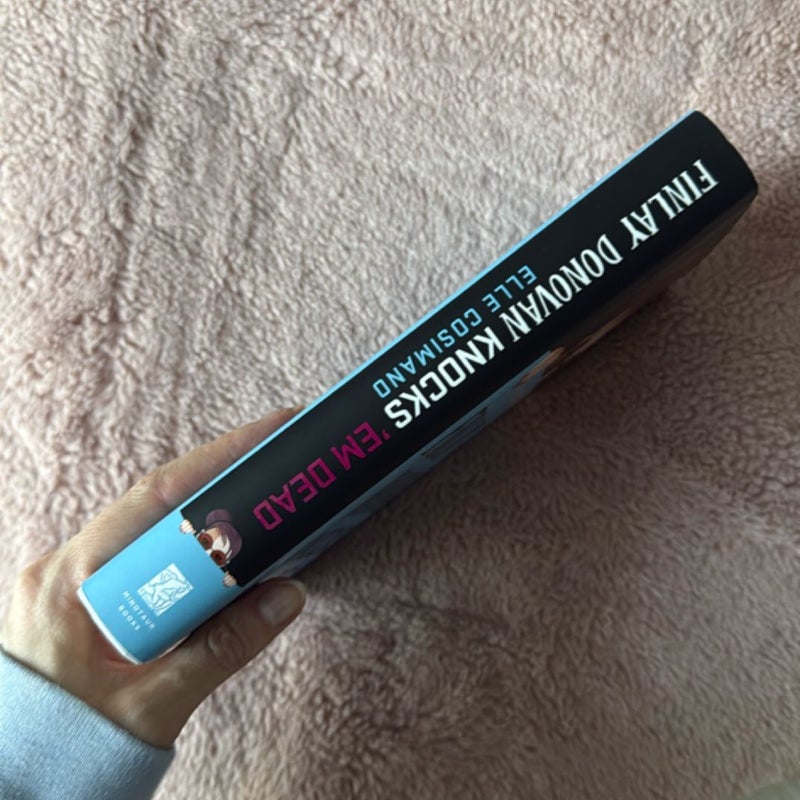 FINLAY DONOVAN KNOCKS 'EM DEAD
ELLE COSIMANO
MINOTAUR
BOOKS